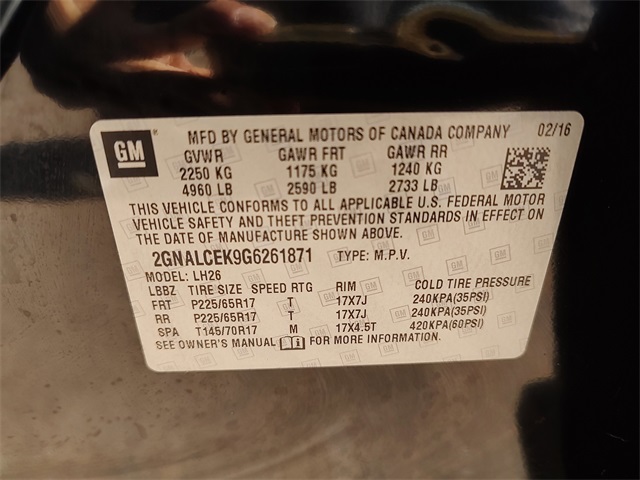 GM MFD BY GENERAL MOTORS OF CANADA COMPANY 02/16
GVWR GAWR FRT GAWR RR
2250 KG 1175 KG 1240 KG
4960 LB 2590 LB 2733 LB
THIS VEHICLE CONFORMS TO ALL APPLICABLE U.S. FEDERAL MOTOR
VEHICLE SAFETY AND THEFT PREVENTION STANDARDS IN EFFECT ON
THE DATE OF MANUFACTURE SHOWN ABOVE.
2GNALCEK9G6261871 TYPE: M.P.V.
MODEL: LH26
LBBZ TIRE SIZE SPEED RTG RIM COLD TIRE PRESSURE
FRT P225/65R17 T 17X7J 240KPA(35PSI)
RR P225/65R17 T 17X7J 240KPA(35PSI)
SPA T145/70R17 M 17X4.5T 420KPA(60PSI)
SEE OWNER'S MANUAL FOR MORE INFORMATION.